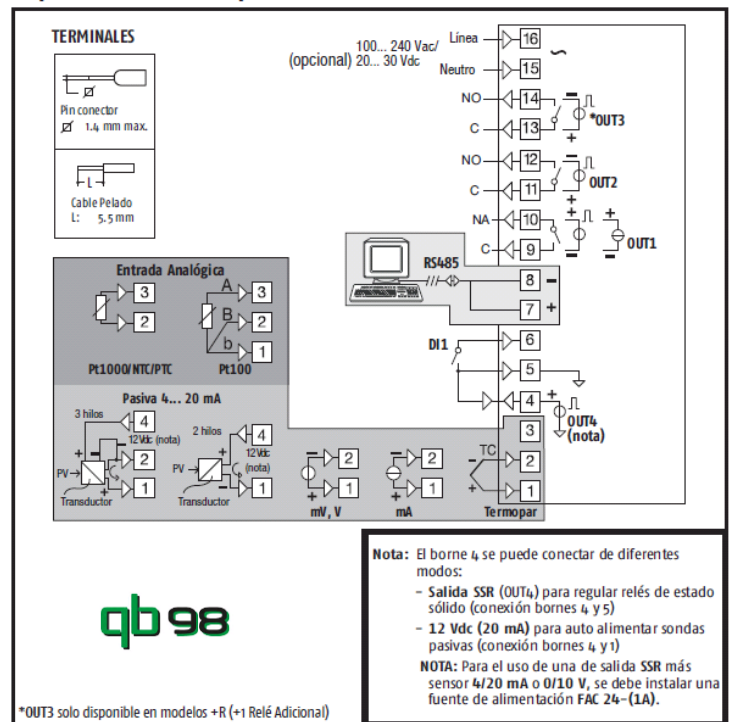 TERMINALES
Pin conector
⌀ 1.4 mm max.
L
Cable Pelado
L: 5.5 mm
100... 240 Vac/
(opcional) 20... 30 Vdc
Línea 16
Neutro 15
NO 14
C 13
*OUT3
NO 12
C 11
OUT2
NA 10
C 9
OUT1
RS485
8 −
7 +
DI1
6
5
4
OUT4
(nota)
Entrada Analógica
3
2
Pt1000/NTC/PTC
A 3
B 2
b 1
Pt100
Pasiva 4... 20 mA
3 hilos
4
12Vdc (nota)
PV
2
1
Transductor
2 hilos
4
12Vdc
(nota)
PV
1
Transductor
2
1
mV, V
2
1
mA
3
TC
2
1
Termopar
Nota: El borne 4 se puede conectar de diferentes
modos:
– Salida SSR (OUT4) para regular relés de estado
sólido (conexión bornes 4 y 5)
– 12 Vdc (20 mA) para auto alimentar sondas
pasivas (conexión bornes 4 y 1)
NOTA: Para el uso de una de salida SSR más
sensor 4/20 mA o 0/10 V, se debe instalar una
fuente de alimentación FAC 24-(1A).
qb 98
*OUT3 solo disponible en modelos +R (+1 Relé Adicional)